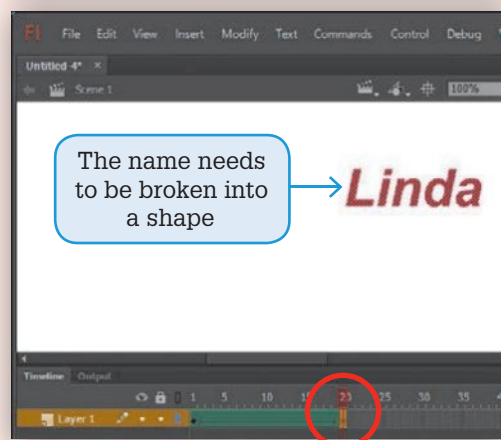 Fl File Edit View Insert Modify Text Commands Control Debug
Untitled 4* ×
Scene 1 100%
The name needs
to be broken into
a shape
Linda
Timeline Output
1 5 10 15 20 25 30 35
Layer 1